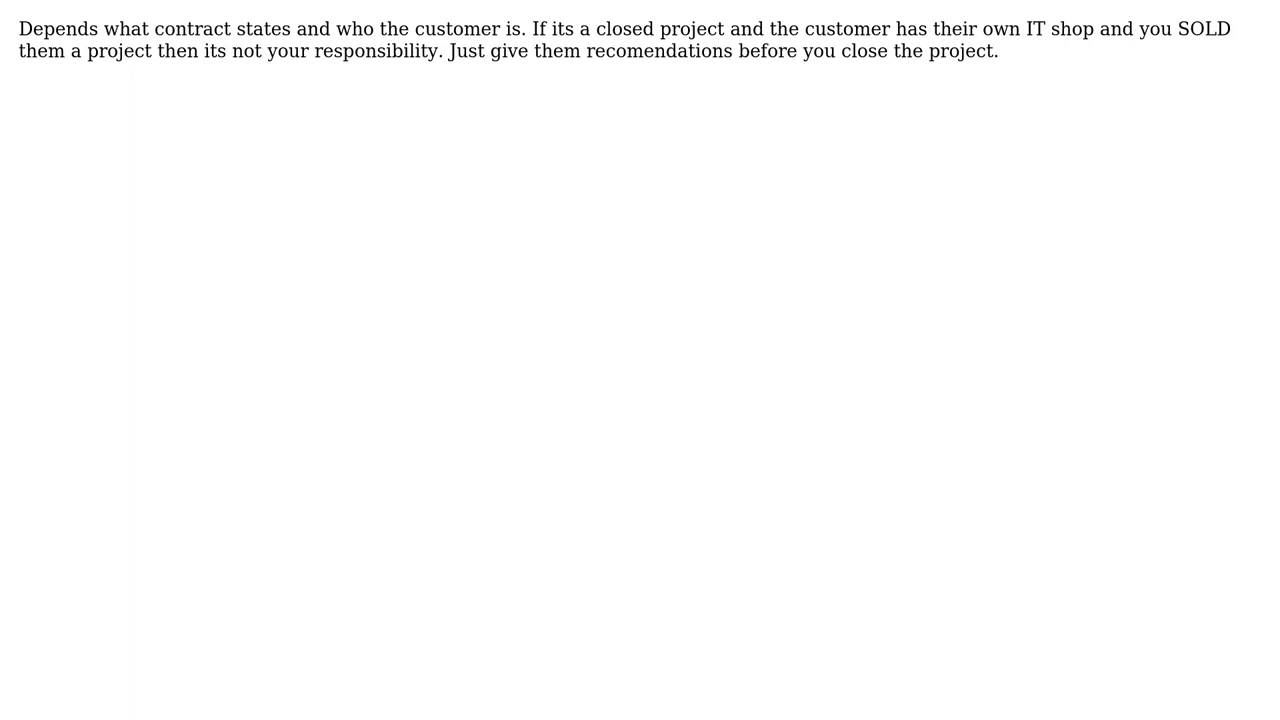 Depends what contract states and who the customer is. If its a closed project and the customer has their own IT shop and you SOLD
them a project then its not your responsibility. Just give them recomendations before you close the project.